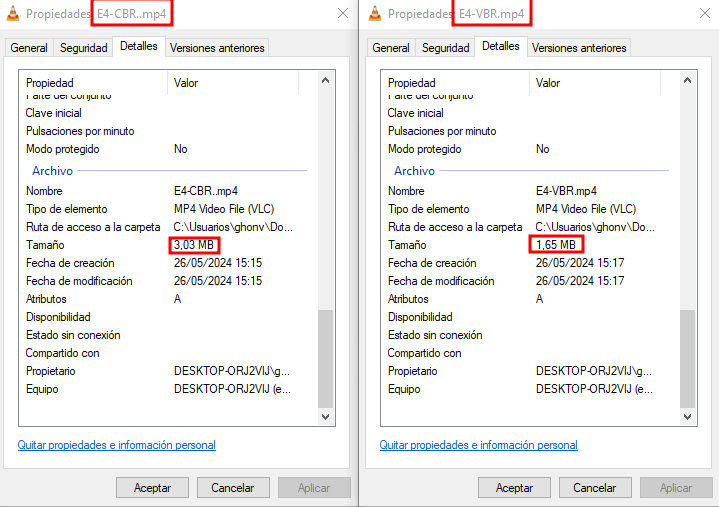 Propiedades: E4-CBR..mp4
General
Seguridad
Detalles
Versiones anteriores
Propiedad Valor
Parte del conjunto
Clave inicial
Pulsaciones por minuto
Modo protegido No
Archivo
Nombre E4-CBR..mp4
Tipo de elemento MP4 Video File (VLC)
Ruta de acceso a la carpeta C:\Usuarios\ghonv\Do...
Tamaño 3,03 MB
Fecha de creación 26/05/2024 15:15
Fecha de modificación 26/05/2024 15:15
Atributos A
Disponibilidad
Estado sin conexión
Compartido con
Propietario DESKTOP-ORJ2VIJ\g...
Equipo DESKTOP-ORJ2VIJ (e...
Quitar propiedades e información personal
Aceptar
Cancelar
Aplicar
Propiedades: E4-VBR.mp4
General
Seguridad
Detalles
Versiones anteriores
Propiedad Valor
Parte del conjunto
Clave inicial
Pulsaciones por minuto
Modo protegido No
Archivo
Nombre E4-VBR.mp4
Tipo de elemento MP4 Video File (VLC)
Ruta de acceso a la carpeta C:\Usuarios\ghonv\Do...
Tamaño 1,65 MB
Fecha de creación 26/05/2024 15:17
Fecha de modificación 26/05/2024 15:17
Atributos A
Disponibilidad
Estado sin conexión
Compartido con
Propietario DESKTOP-ORJ2VIJ\g...
Equipo DESKTOP-ORJ2VIJ (e...
Quitar propiedades e información personal
Aceptar
Cancelar
Aplicar